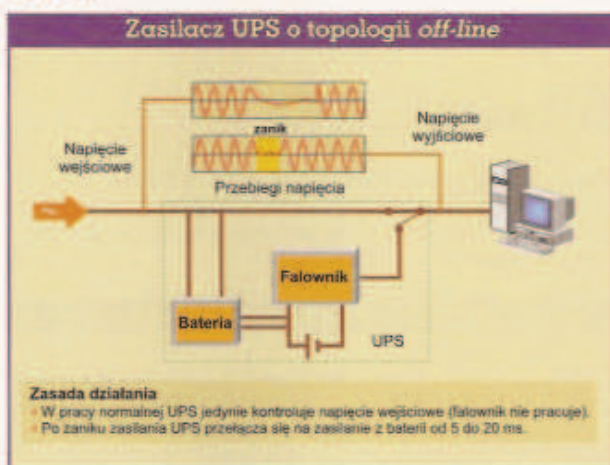 Zasilacz UPS o topologii off-line
Napięcie wejściowe
zanik
Napięcie wyjściowe
Przebiegi napięcia
Falownik
Bateria
UPS
Zasada działania
W pracy normalnej UPS jedynie kontroluje napięcie wejściowe (falownik nie pracuje).
Po zaniku zasilania UPS przełącza się na zasilanie z baterii od 5 do 20 ms.